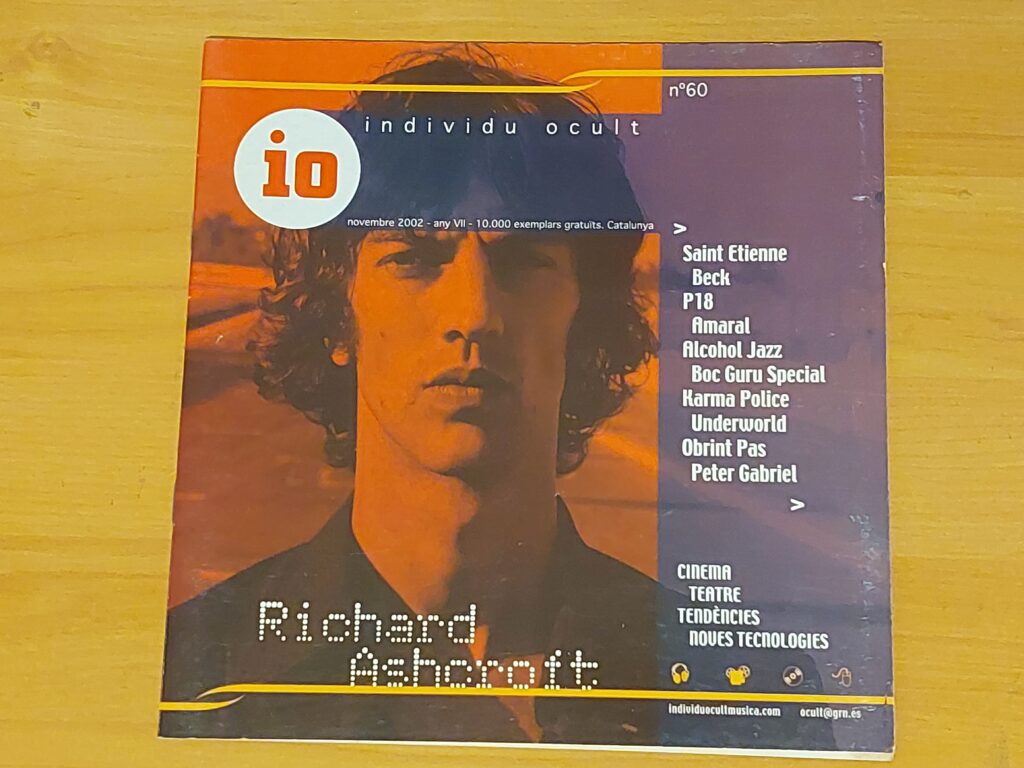 nº60
individu ocult
io
novembre 2002 - any VII - 10.000 exemplars gratuïts. Catalunya
>
Saint Etienne
Beck
P18
Amaral
Alcohol Jazz
Boc Guru Special
Karma Police
Underworld
Obrint Pas
Peter Gabriel
>
CINEMA
TEATRE
TENDÈNCIES
NOVES TECNOLOGIES
Richard
Ashcroft
individuocultmusica.com ocult@grn.es